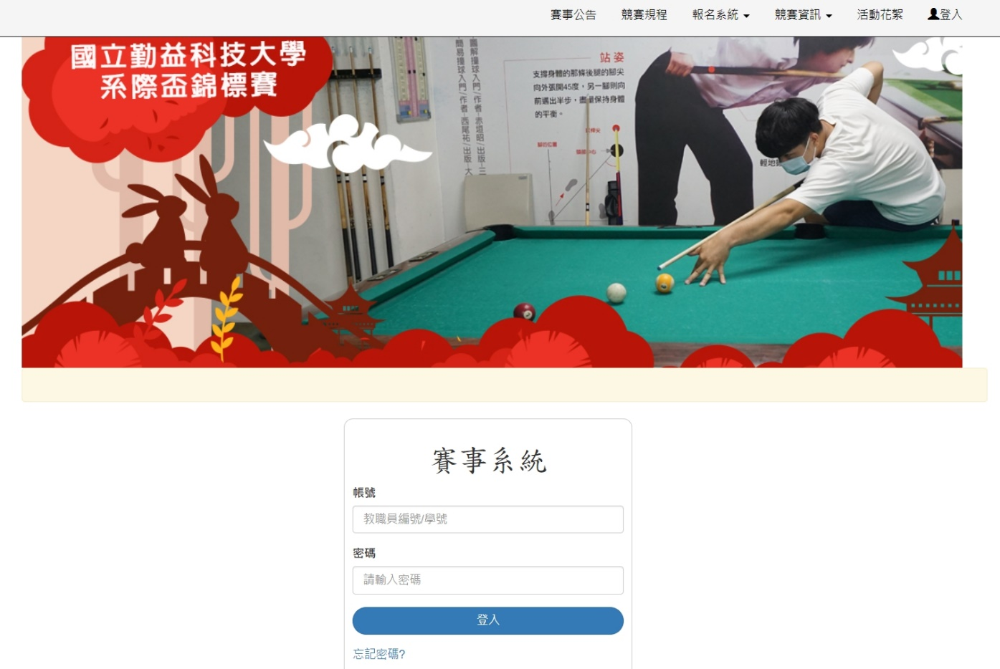 賽事公告 競賽規程 報名系統 競賽資訊 活動花絮 登入
國立勤益科技大學
系際盃錦標賽
圖解撞球入門/作者-赤垣昭/出版-三
簡易撞球入門/作者-西尾祐/出版-大
站姿
支撐身體的那條後腿的腳尖
向外張開45度，另一腳則向
前邁出半步，盡量保持身體
的平衡。
腳的位置
輕地
賽事系統
帳號
教職員編號/學號
密碼
請輸入密碼
登入
忘記密碼?